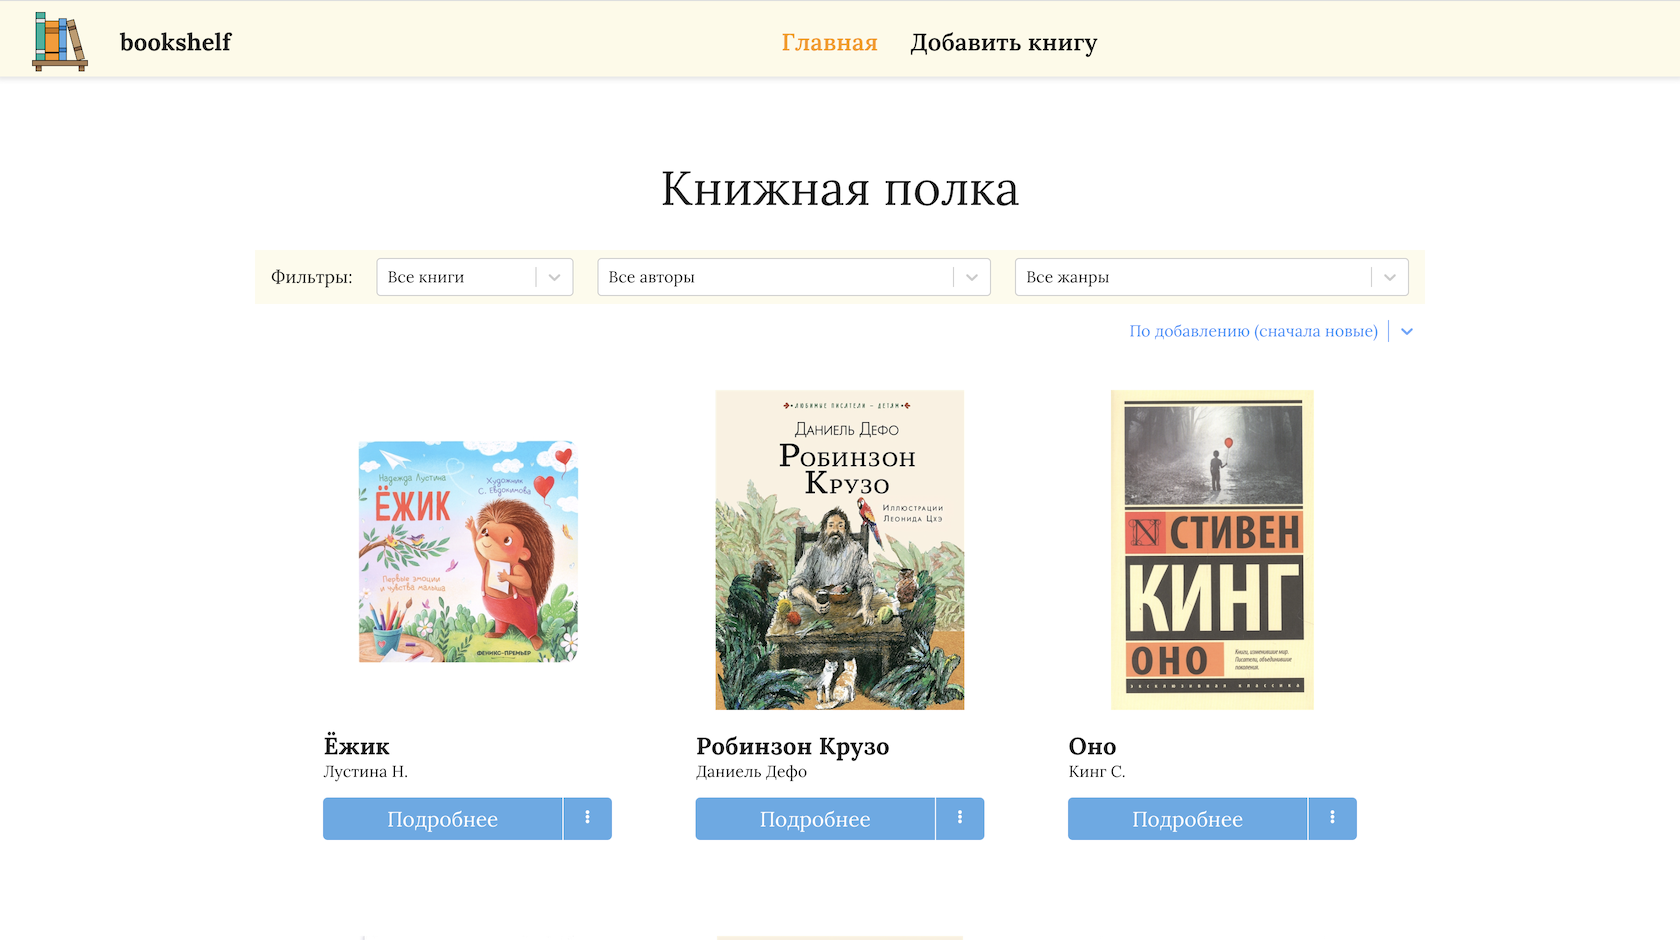 bookshelf
Главная
Добавить книгу
Книжная полка
Фильтры:
Все книги
Все авторы
Все жанры
По добавлению (сначала новые)
Надежда Лустина
ЁЖИК
Художник
С. Евдокимова
Первые эмоции
и чувства малыша
ФЕНИКС-ПРЕМЬЕР
ЛЮБИМЫЕ ПИСАТЕЛИ – ДЕТЯМ
ДАНИЕЛЬ ДЕФО
РОБИНЗОН
КРУЗО
ИЛЛЮСТРАЦИИ
ЛЕОНИДА ЦХЭ
СТИВЕН
КИНГ
ОНО
Книги, изменившие мир.
Писатели, объединившие
поколения.
ЭКСКЛЮЗИВНАЯ КЛАССИКА
Ёжик
Лустина Н.
Подробнее
Робинзон Крузо
Даниель Дефо
Подробнее
Оно
Кинг С.
Подробнее